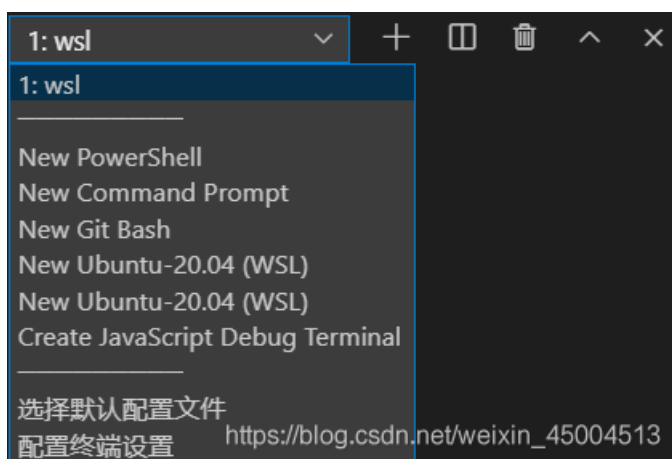 1: wsl
1: wsl
New PowerShell
New Command Prompt
New Git Bash
New Ubuntu-20.04 (WSL)
New Ubuntu-20.04 (WSL)
Create JavaScript Debug Terminal
选择默认配置文件
配置终端设置
https://blog.csdn.net/weixin_45004513